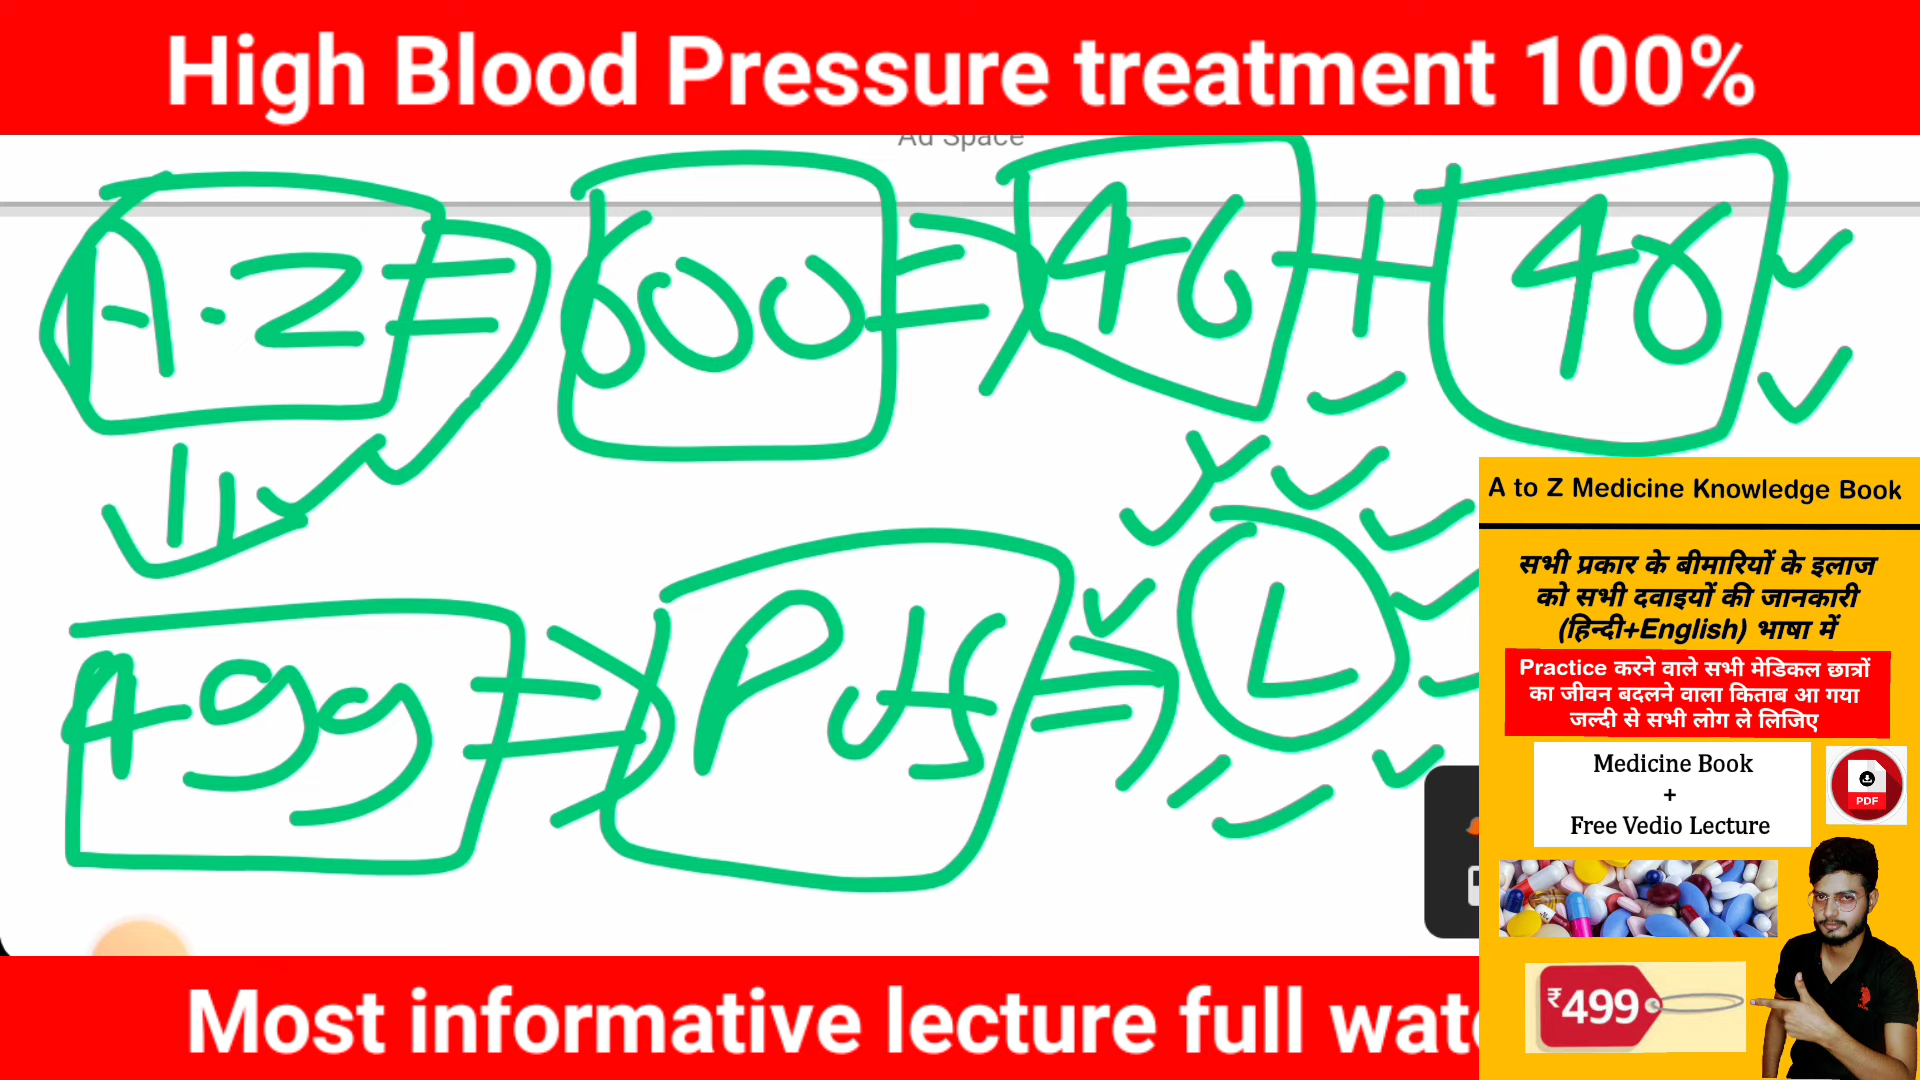 High Blood Pressure treatment 100%
Ad Space
A.Z => 600 => 46 + 46
499 => Pdf => L
A to Z Medicine Knowledge Book
सभी प्रकार के बीमारियों के इलाज
को सभी दवाइयों की जानकारी
(हिन्दी+English) भाषा में
Practice करने वाले सभी मेडिकल छात्रों
का जीवन बदलने वाला किताब आ गया
जल्दी से सभी लोग ले लिजिए
Medicine Book
+
Free Vedio Lecture
PDF
₹499
Most informative lecture full wat